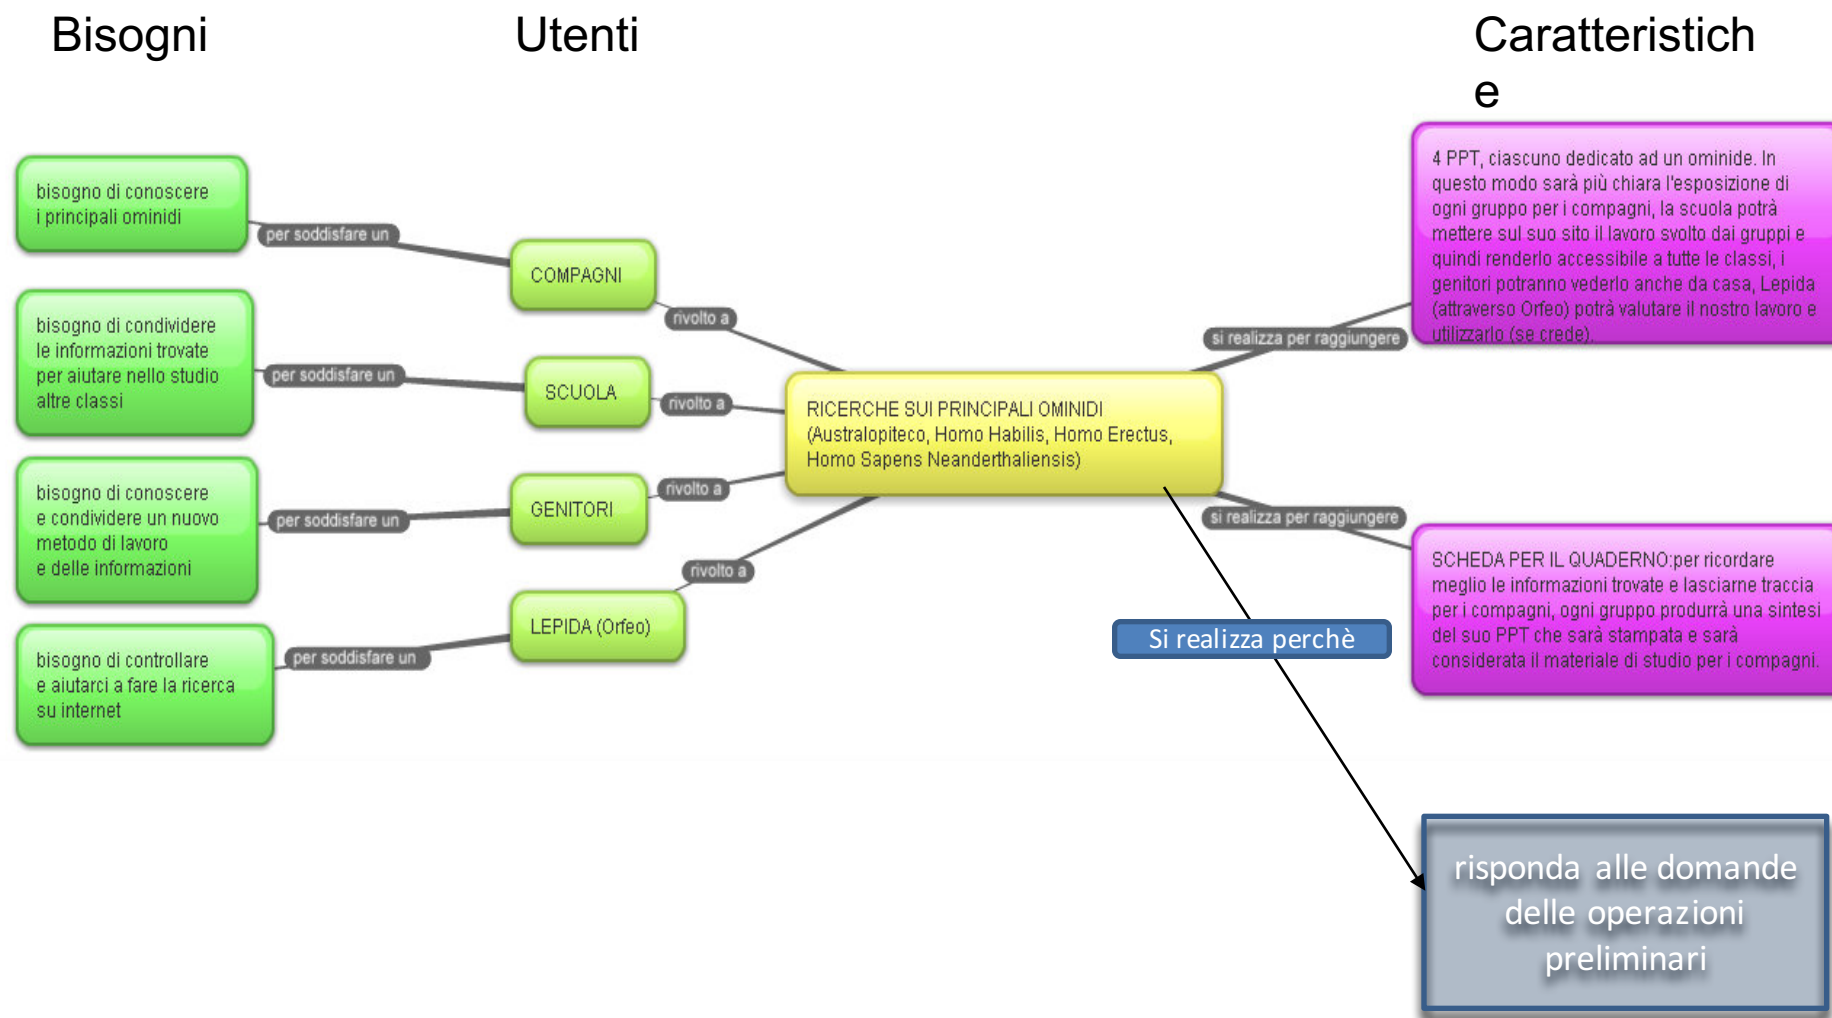 Bisogni
Utenti
Caratteristich
e
bisogno di conoscere
i principali ominidi
per soddisfare un
COMPAGNI
rivolto a
bisogno di condividere
le informazioni trovate
per aiutare nello studio
altre classi
per soddisfare un
SCUOLA
rivolto a
bisogno di conoscere
e condividere un nuovo
metodo di lavoro
e delle informazioni
per soddisfare un
GENITORI
rivolto a
bisogno di controllare
e aiutarci a fare la ricerca
su internet
per soddisfare un
LEPIDA (Orfeo)
rivolto a
RICERCHE SUI PRINCIPALI OMINIDI
(Australopiteco, Homo Habilis, Homo Erectus,
Homo Sapens Neanderthaliensis)
si realizza per raggiungere
4 PPT, ciascuno dedicato ad un ominide. In
questo modo sarà più chiara l'esposizione di
ogni gruppo per i compagni, la scuola potrà
mettere sul suo sito il lavoro svolto dai gruppi e
quindi renderlo accessibile a tutte le classi, i
genitori potranno vederlo anche da casa, Lepida
(attraverso Orfeo) potrà valutare il nostro lavoro e
utilizzarlo (se crede).
si realizza per raggiungere
SCHEDA PER IL QUADERNO:per ricordare
meglio le informazioni trovate e lasciarne traccia
per i compagni, ogni gruppo produrrà una sintesi
del suo PPT che sarà stampata e sarà
considerata il materiale di studio per i compagni.
Si realizza perchè
risponda alle domande
delle operazioni
preliminari